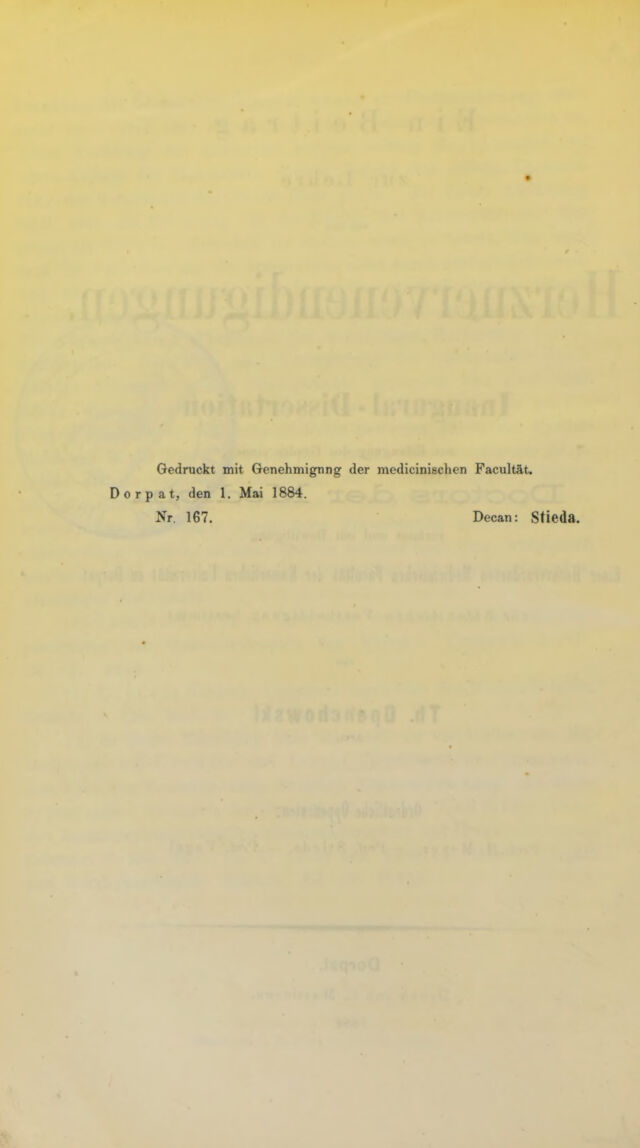 Gedruckt mit Genehmignng der medicinischen Facultät.
Dorpat, den 1. Mai 1884.
Nr. 167. Decan: Stieda.